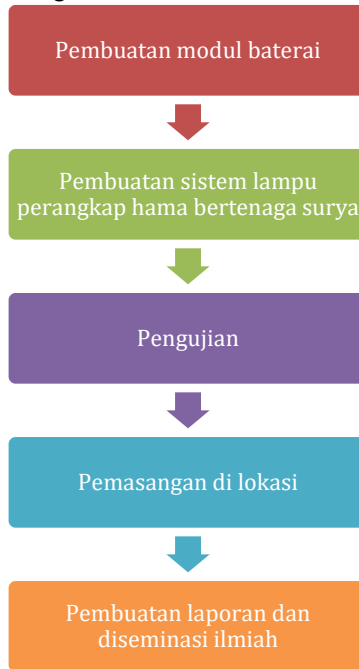 Pembuatan modul baterai
Pembuatan sistem lampu
perangkap hama bertenaga surya
Pengujian
Pemasangan di lokasi
Pembuatan laporan dan
diseminasi ilmiah